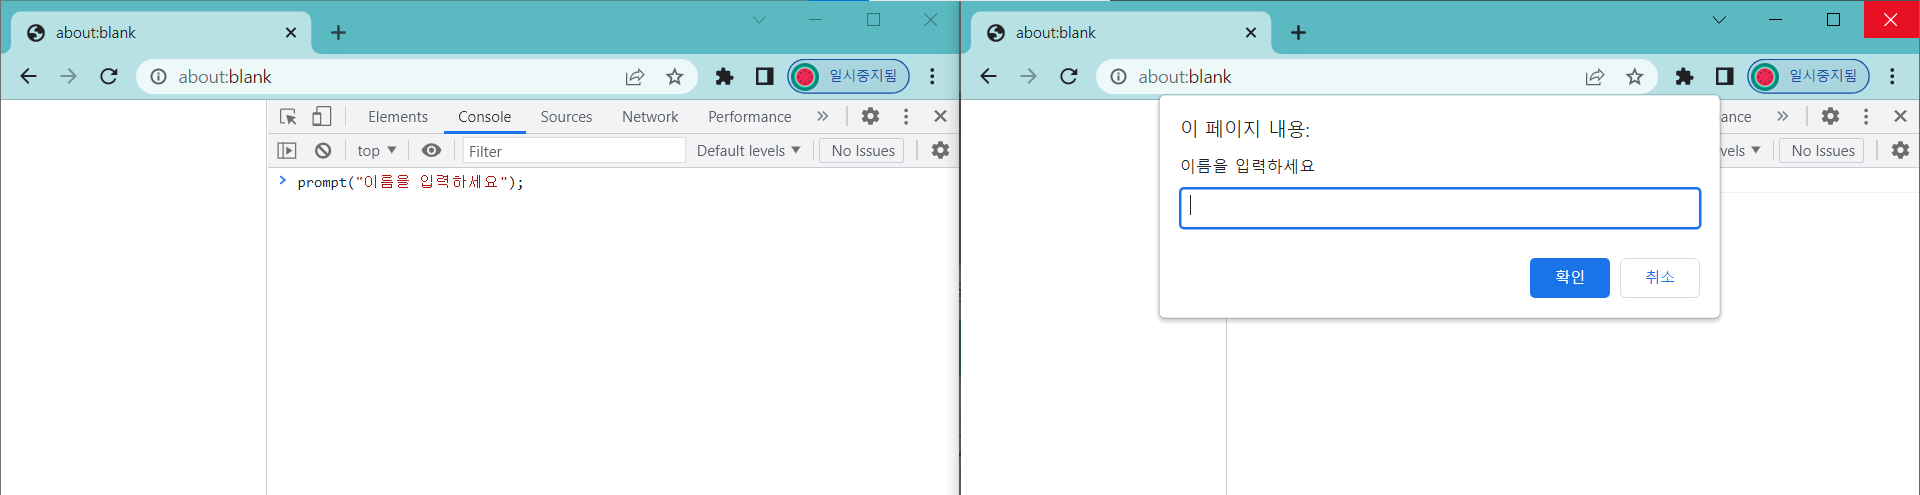 about:blank
about:blank
일시중지됨
Elements Console Sources Network Performance
top Filter Default levels No Issues
prompt("이름을 입력하세요");
about:blank
about:blank
일시중지됨
ance
vels No Issues
이 페이지 내용:
이름을 입력하세요
확인 취소